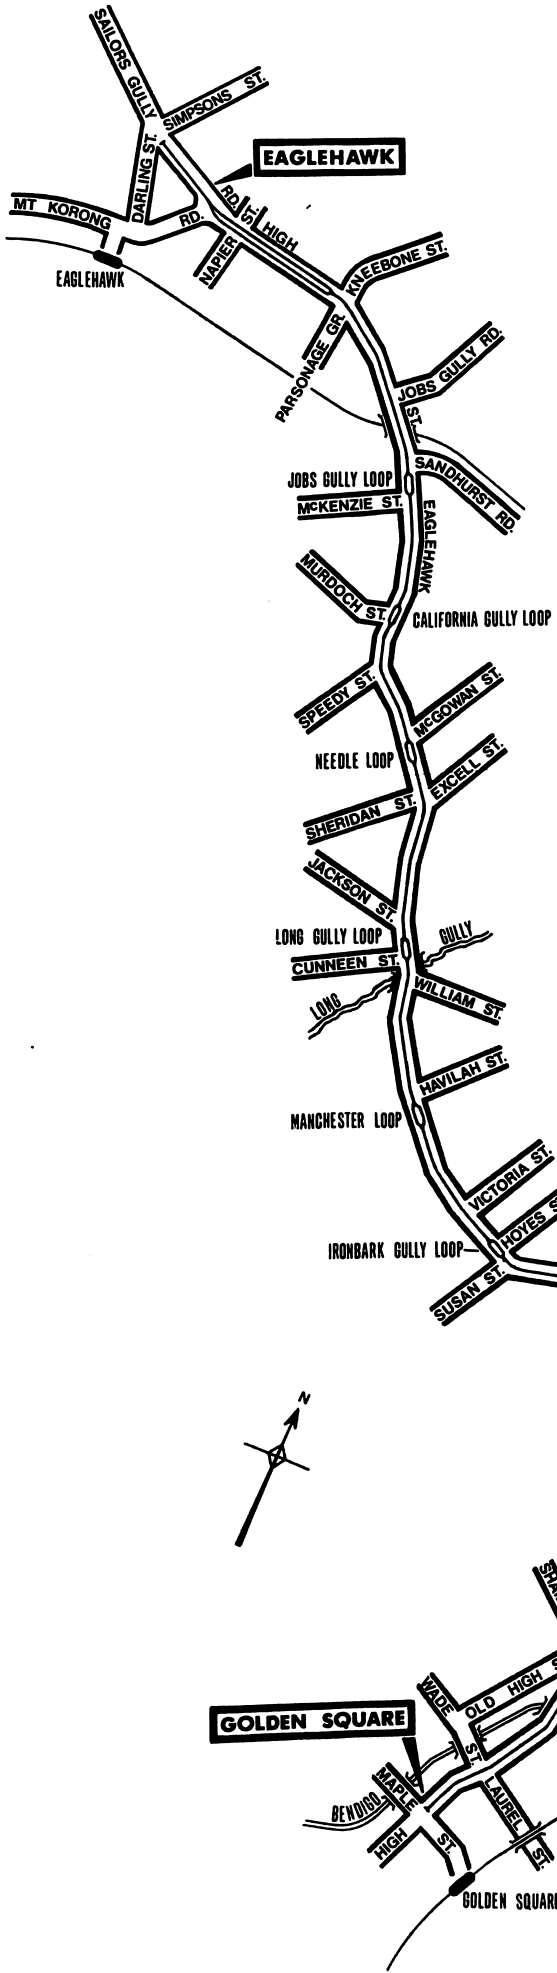 SAILORS GULLY
SIMPSONS ST.
DARLING ST.
EAGLEHAWK
RD.
MT KORONG
RD.
ST.
HIGH
NAPIER
EAGLEHAWK
KNEEBONE ST.
PARSONAGE GR.
JOBS GULLY RD.
ST.
SANDHURST RD.
JOBS GULLY LOOP
McKENZIE ST.
EAGLEHAWK
MURDOCH ST.
CALIFORNIA GULLY LOOP
SPEEDY ST.
McGOWAN ST.
NEEDLE LOOP
EXCELL ST.
SHERIDAN ST.
JACKSON ST.
LONG GULLY LOOP
GULLY
CUNNEEN ST.
WILLIAM ST.
LONG
HAVILAH ST.
MANCHESTER LOOP
VICTORIA ST.
HOYES S
IRONBARK GULLY LOOP
SUSAN ST.
N
SHA
WADE
OLD HIGH S
GOLDEN SQUARE
ST.
MAPLE
BENDIGO
LAUREL
HIGH
ST.
ST.
GOLDEN SQUARE